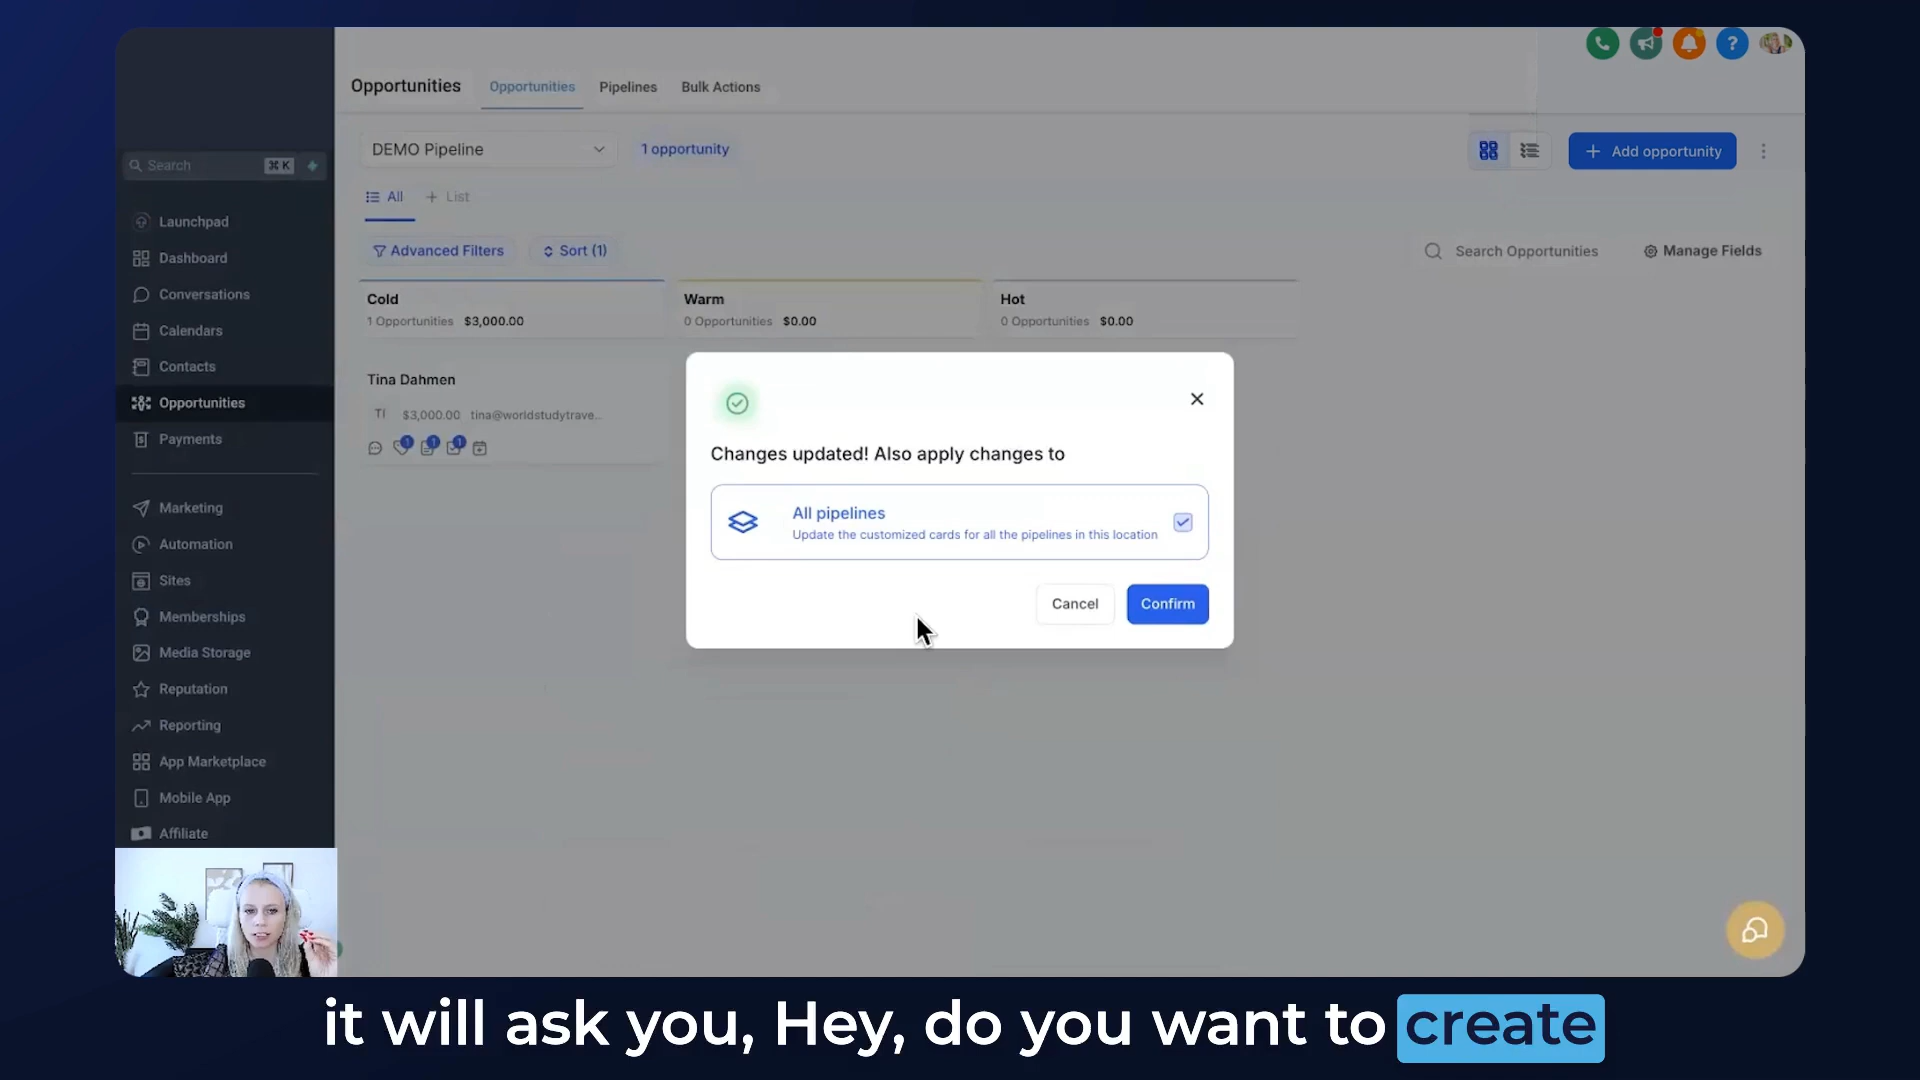 Opportunities
Opportunities
Pipelines
Bulk Actions
?
Search
⌘ K
DEMO Pipeline
1 opportunity
+ Add opportunity
All
+ List
Launchpad
Dashboard
Conversations
Calendars
Contacts
Opportunities
Payments
Marketing
Automation
Sites
Memberships
Media Storage
Reputation
Reporting
App Marketplace
Mobile App
Affiliate
Advanced Filters
Sort (1)
Search Opportunities
Manage Fields
Cold
1 Opportunities $3,000.00
Warm
0 Opportunities $0.00
Hot
0 Opportunities $0.00
Tina Dahmen
TI $3,000.00 tina@worldstudytrave...
1 1 1
Changes updated! Also apply changes to
All pipelines
Update the customized cards for all the pipelines in this location
Cancel
Confirm
it will ask you, Hey, do you want to create